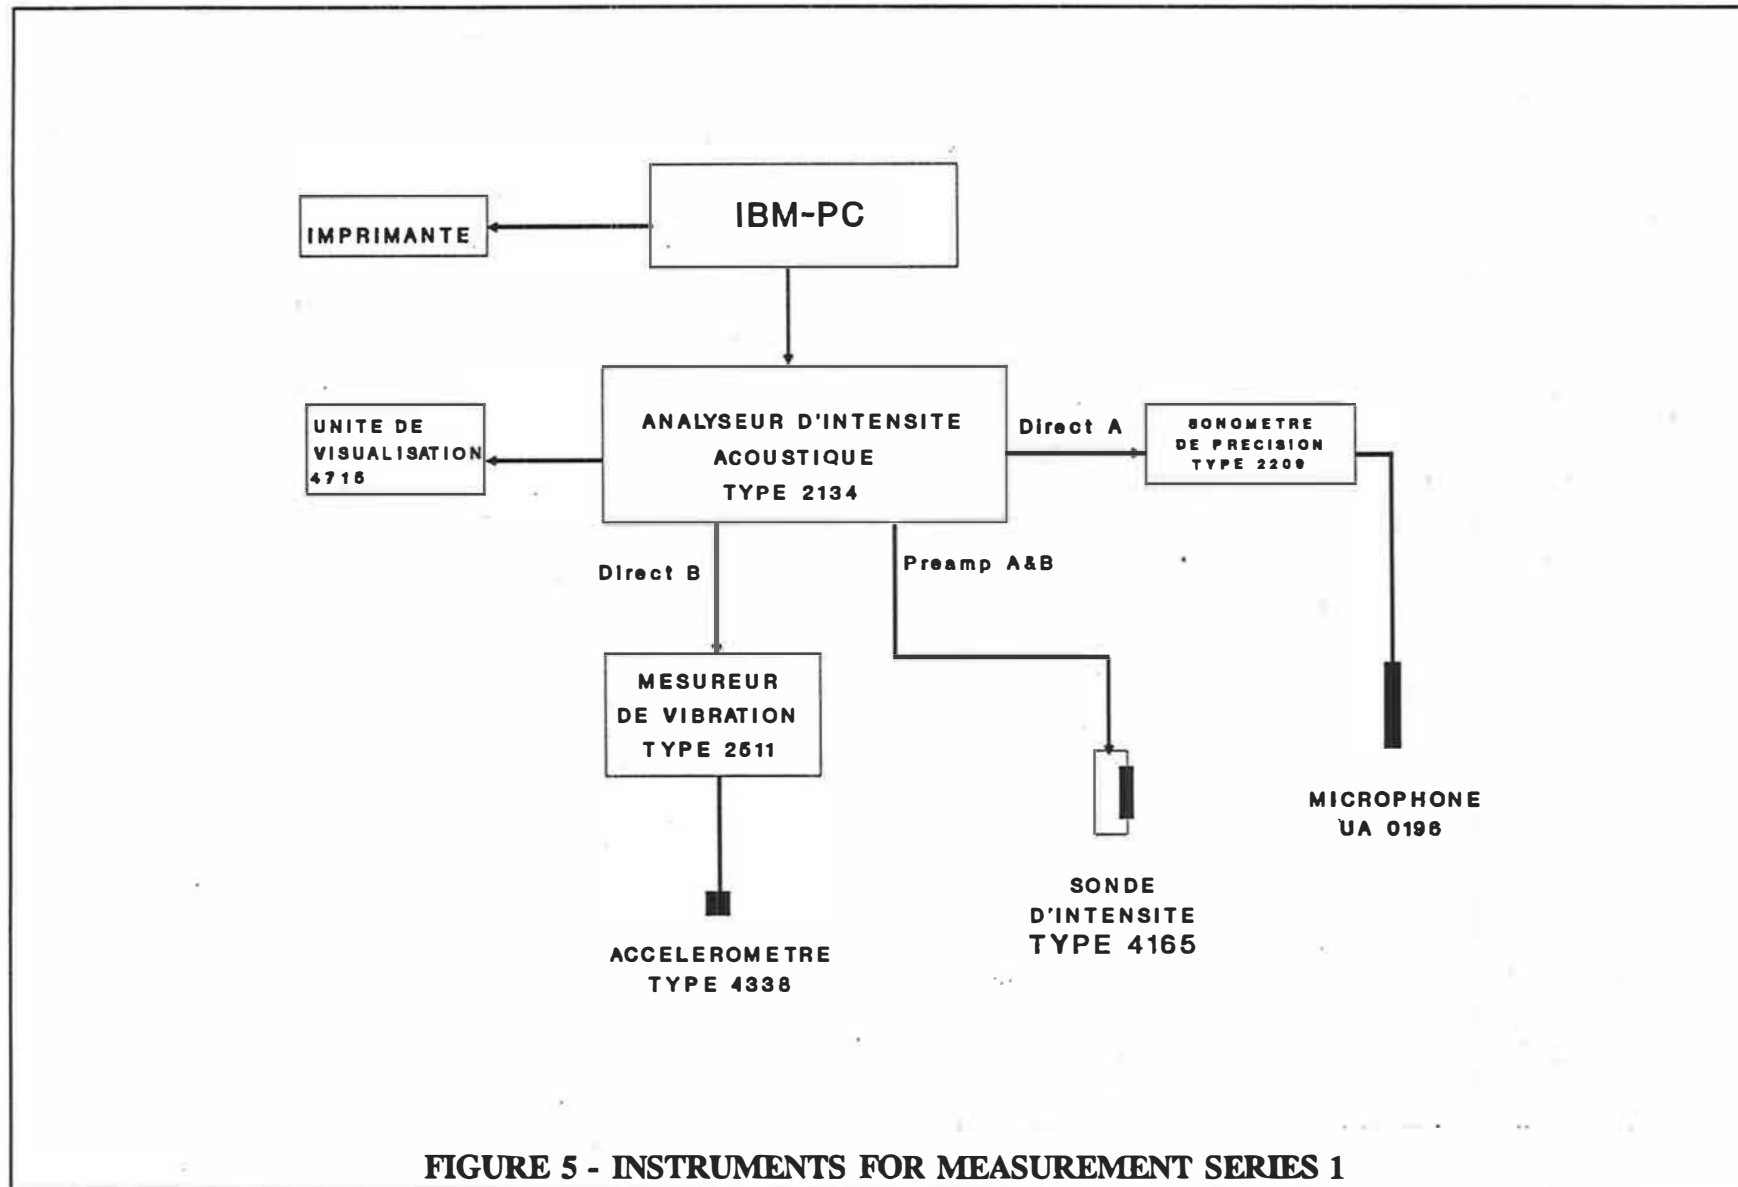 IBM-PC
IMPRIMANTE
ANALYSEUR D'INTENSITE
ACOUSTIQUE
TYPE 2134
UNITE DE
VISUALISATION
4715
Direct A
SONOMETRE
DE PRECISION
TYPE 2209
Direct B
Preamp A&B
MESUREUR
DE VIBRATION
TYPE 2511
MICROPHONE
UA 0196
SONDE
D'INTENSITE
TYPE 4165
ACCELEROMETRE
TYPE 4338
FIGURE 5 - INSTRUMENTS FOR MEASUREMENT SERIES 1